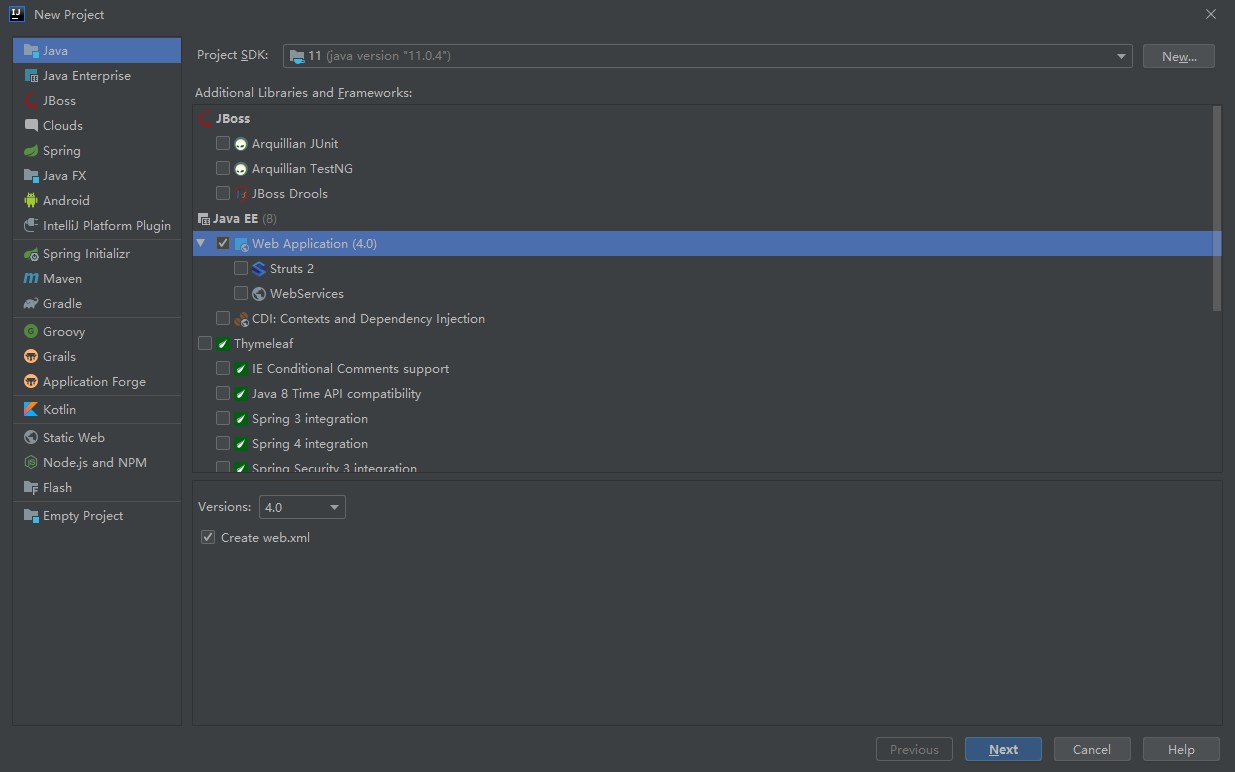 New Project
Java
Java Enterprise
JBoss
Clouds
Spring
Java FX
Android
IntelliJ Platform Plugin
Spring Initializr
Maven
Gradle
Groovy
Grails
Application Forge
Kotlin
Static Web
Node.js and NPM
Flash
Empty Project
Project SDK: 11 (java version "11.0.4") New...
Additional Libraries and Frameworks:
JBoss
Arquillian JUnit
Arquillian TestNG
JBoss Drools
Java EE (8)
Web Application (4.0)
Struts 2
WebServices
CDI: Contexts and Dependency Injection
Thymeleaf
IE Conditional Comments support
Java 8 Time API compatibility
Spring 3 integration
Spring 4 integration
Spring Security 3 integration
Versions: 4.0
Create web.xml
Previous Next Cancel Help